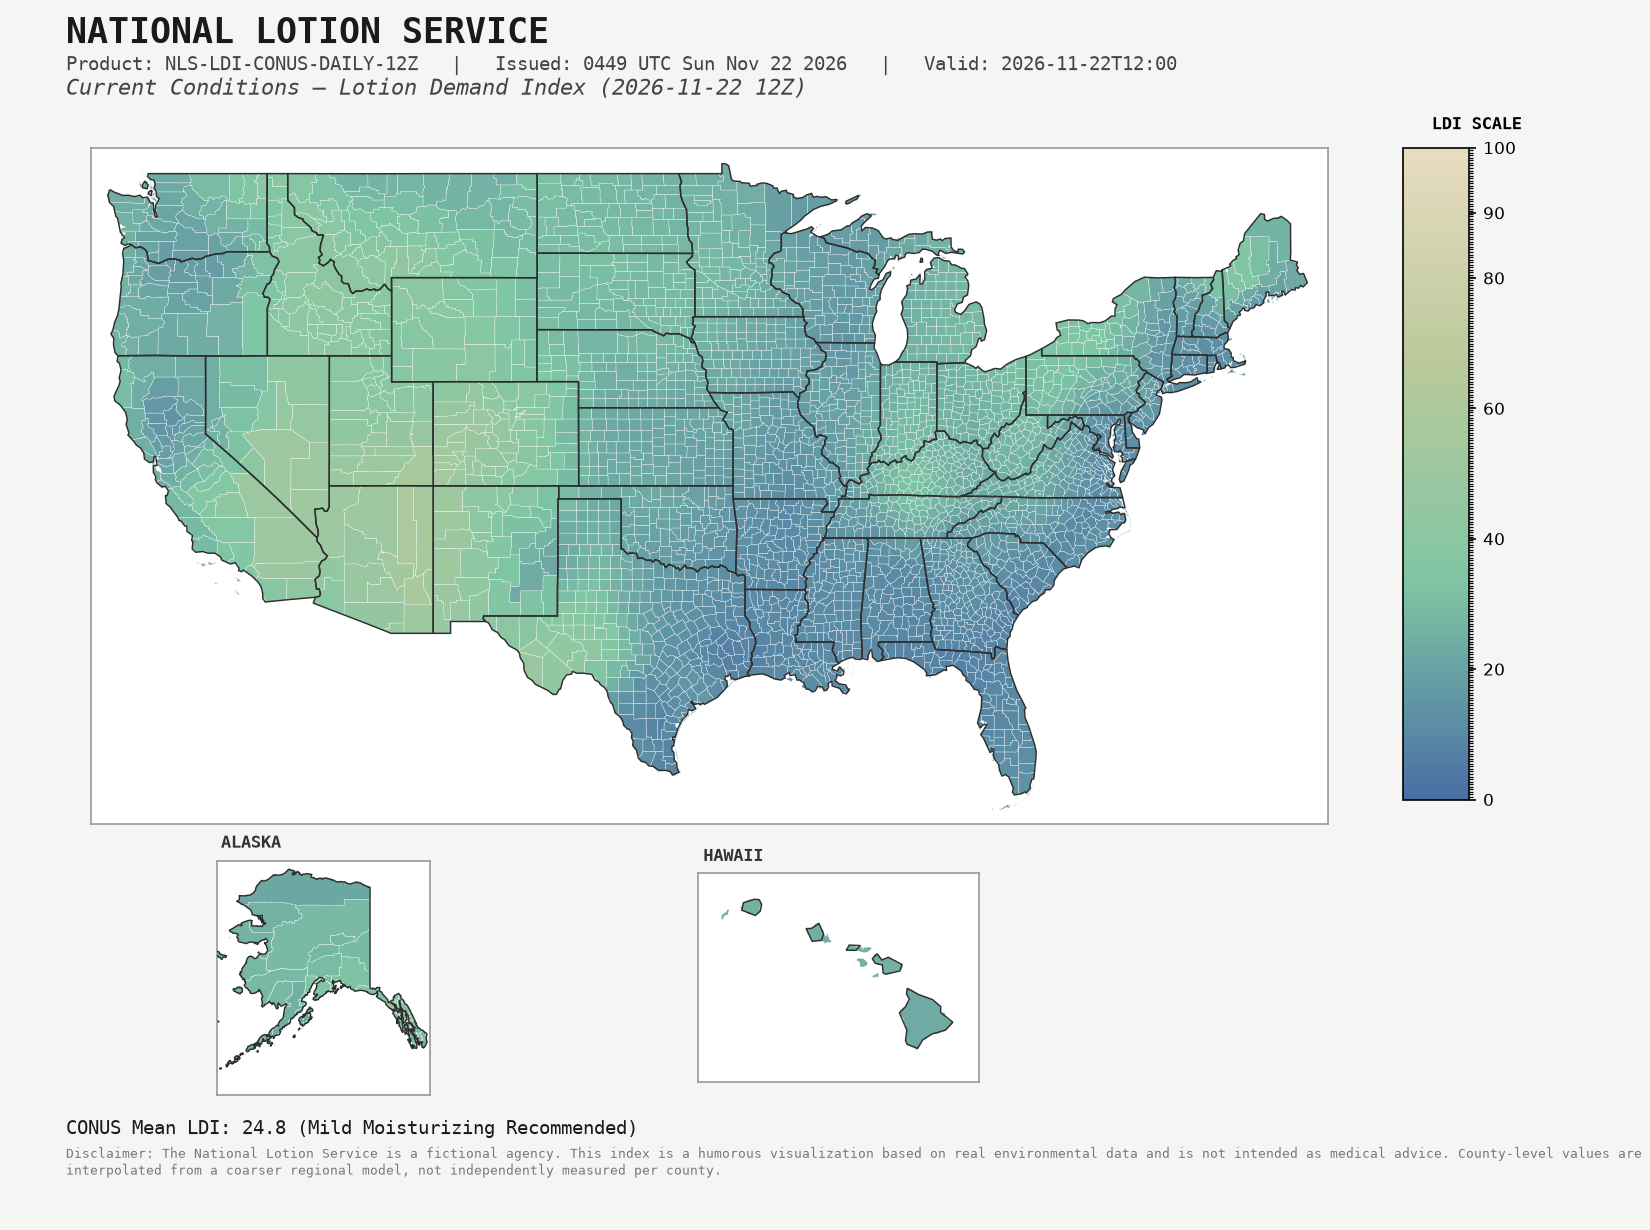 NATIONAL LOTION SERVICE
Product: NLS-LDI-CONUS-DAILY-12Z | Issued: 0449 UTC Sun Nov 22 2026 | Valid: 2026-11-22T12:00
Current Conditions — Lotion Demand Index (2026-11-22 12Z)
LDI SCALE
100
90
80
60
40
20
0
ALASKA
HAWAII
CONUS Mean LDI: 24.8 (Mild Moisturizing Recommended)
Disclaimer: The National Lotion Service is a fictional agency. This index is a humorous visualization based on real environmental data and is not intended as medical advice. County-level values are
interpolated from a coarser regional model, not independently measured per county.